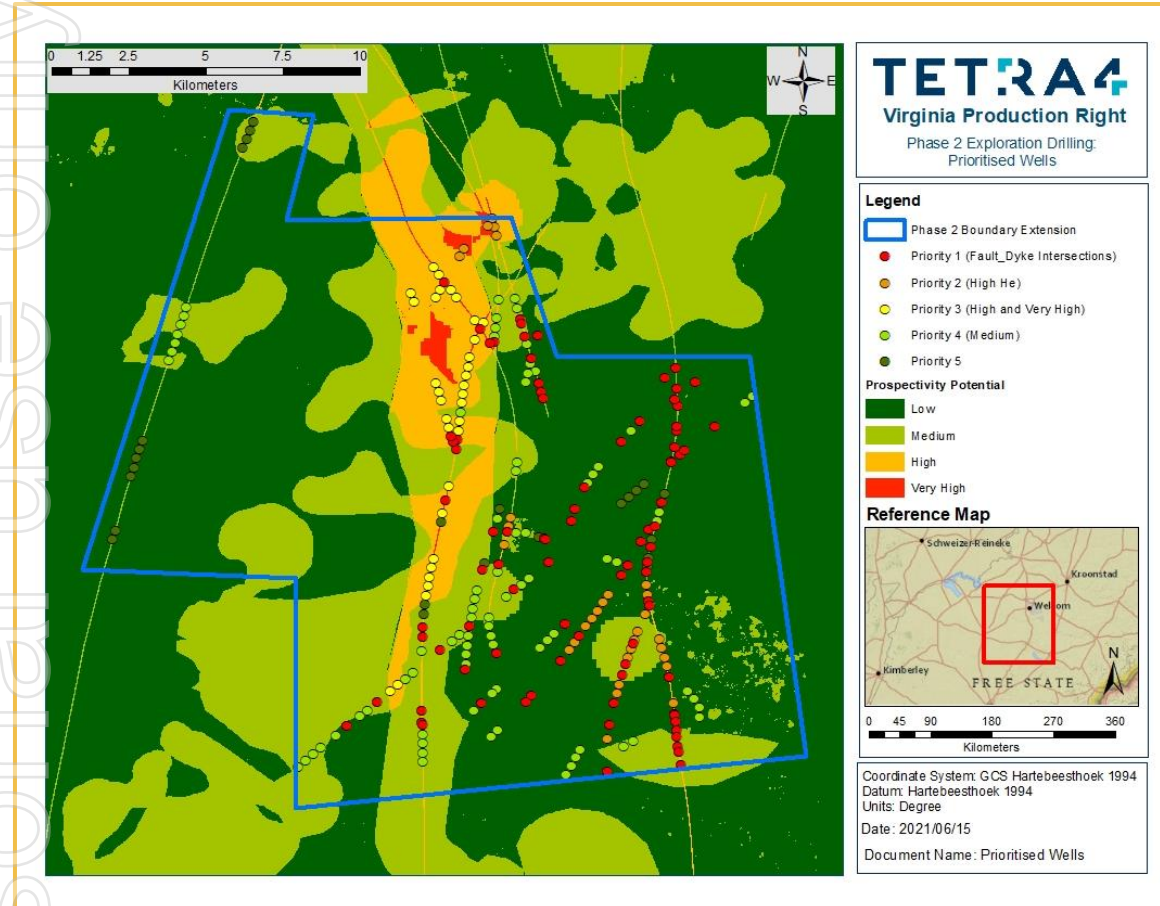 0 1.25 2.5 5 7.5 10
Kilometers
N
W E
S
TETRA4
Virginia Production Right
Phase 2 Exploration Drilling:
Prioritised Wells
Legend
Phase 2 Boundary Extension
Priority 1 (Fault_Dyke Intersections)
Priority 2 (High He)
Priority 3 (High and Very High)
Priority 4 (Medium)
Priority 5
Prospectivity Potential
Low
Medium
High
Very High
Reference Map
Schweizer-Reineke
Kroonstad
Welkom
Kimberley
FREE STATE
N
0 45 90 180 270 360
Kilometers
Coordinate System: GCS Hartebeesthoek 1994
Datum: Hartebeesthoek 1994
Units: Degree
Date: 2021/06/15
Document Name: Prioritised Wells